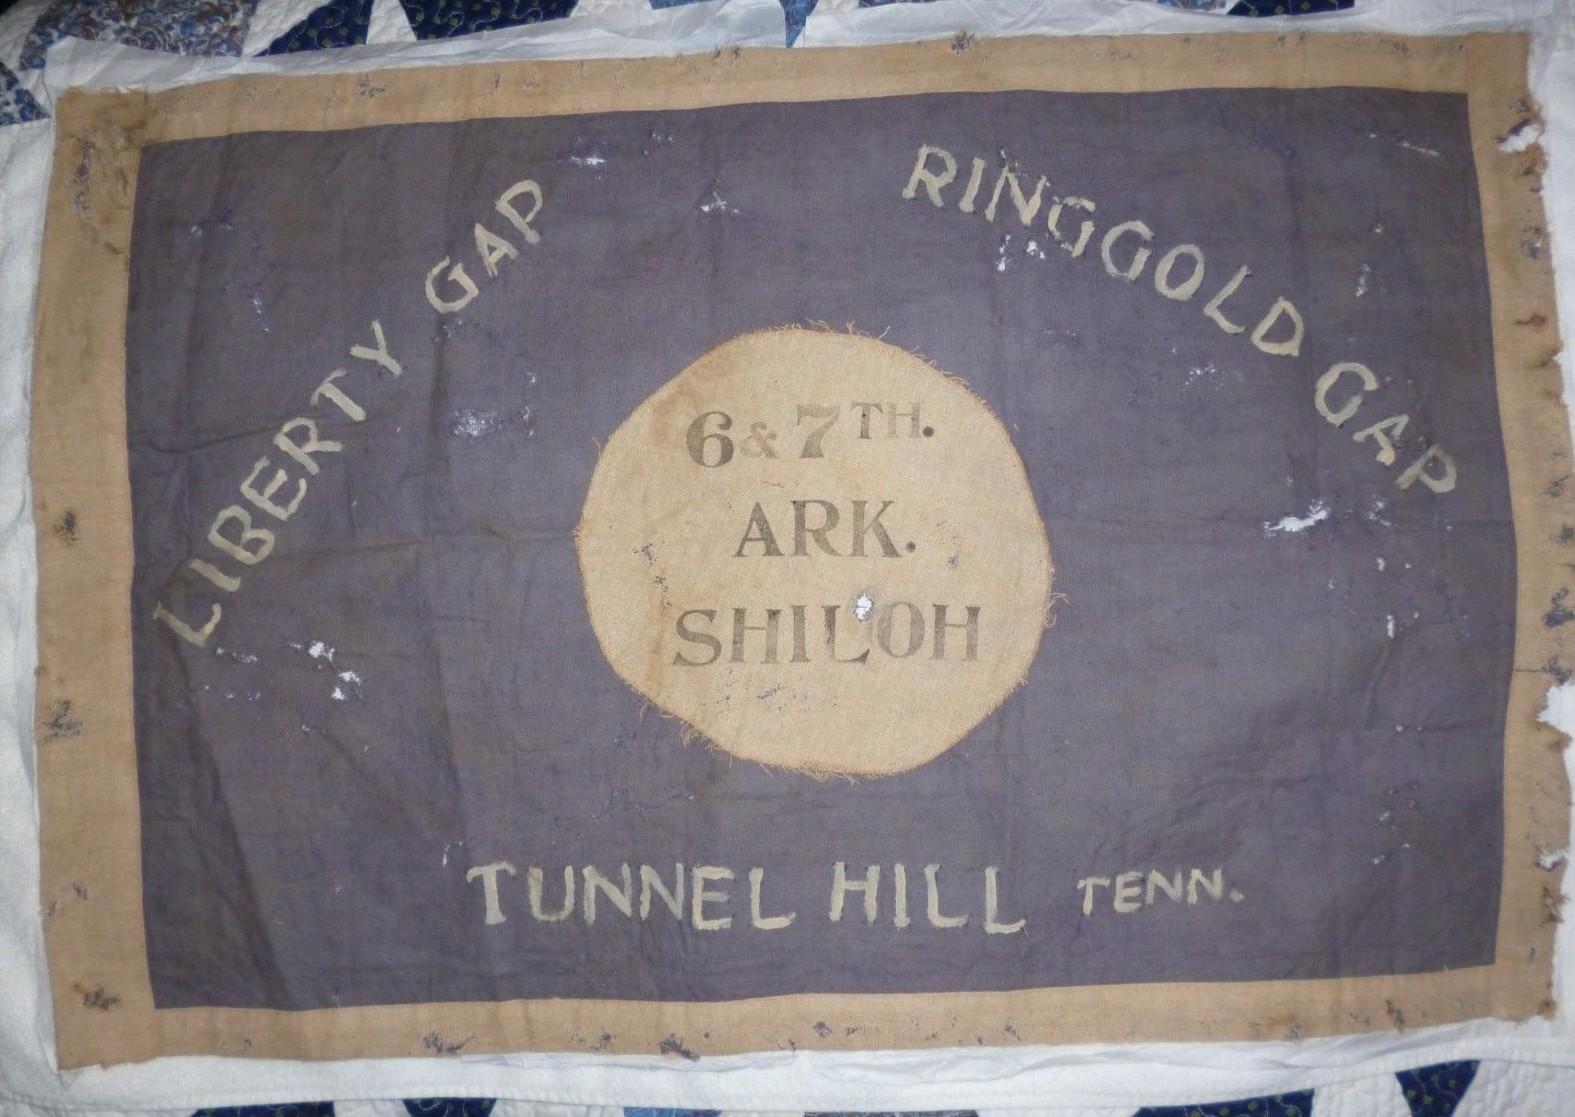 LIBERTY GAP
RINGGOLD GAP
6 & 7TH.
ARK.
SHILOH
TUNNEL HILL TENN.